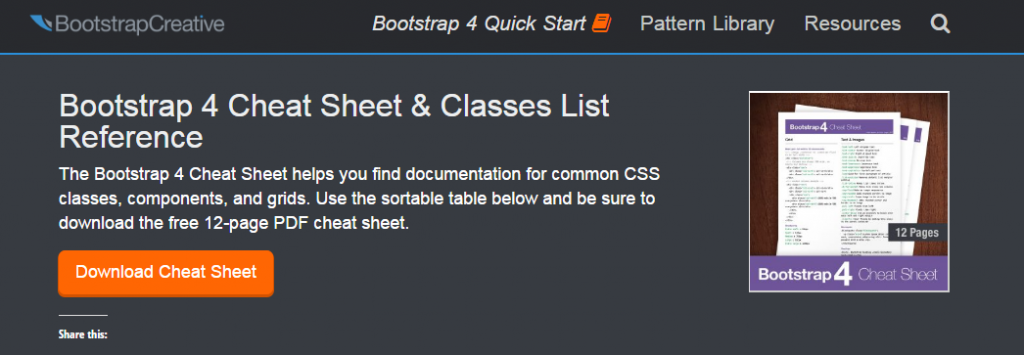 BootstrapCreative
Bootstrap 4 Quick Start
Pattern Library
Resources
Bootstrap 4 Cheat Sheet & Classes List
Reference
The Bootstrap 4 Cheat Sheet helps you find documentation for common CSS
classes, components, and grids. Use the sortable table below and be sure to
download the free 12-page PDF cheat sheet.
Download Cheat Sheet
Share this:
Bootstrap 4 Cheat Sheet
12 Pages
Bootstrap 4 Cheat Sheet